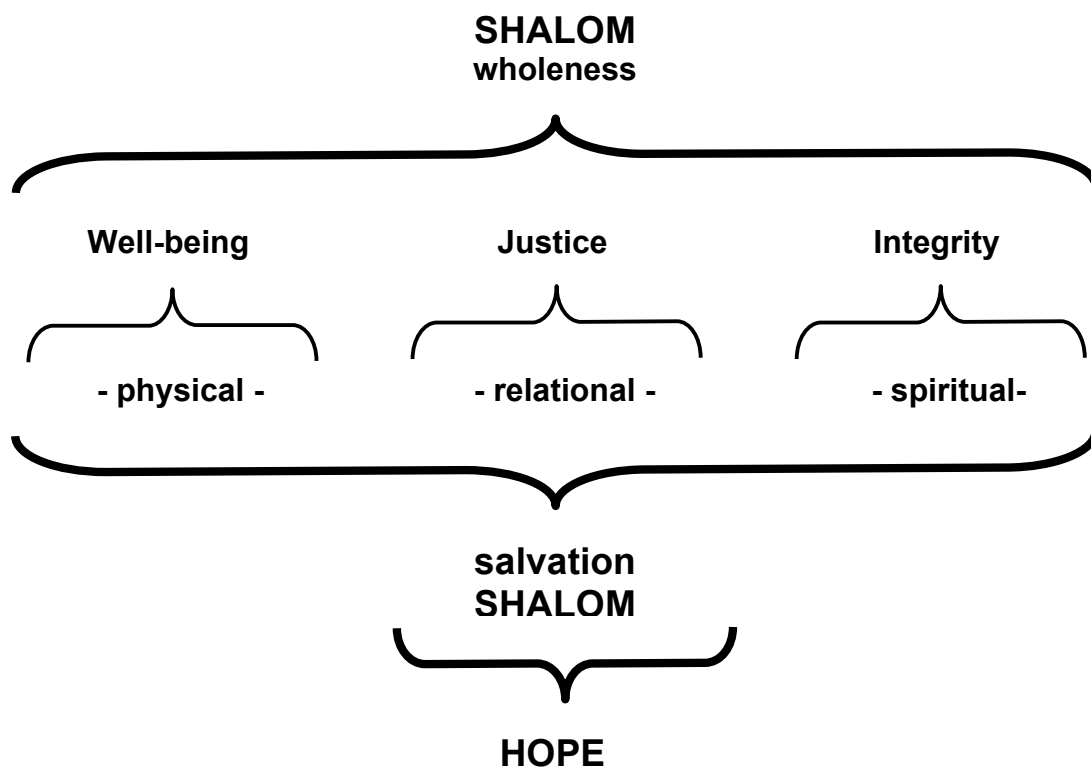 SHALOM
wholeness
Well-being Justice Integrity
- physical - - relational - - spiritual-
salvation
SHALOM
HOPE